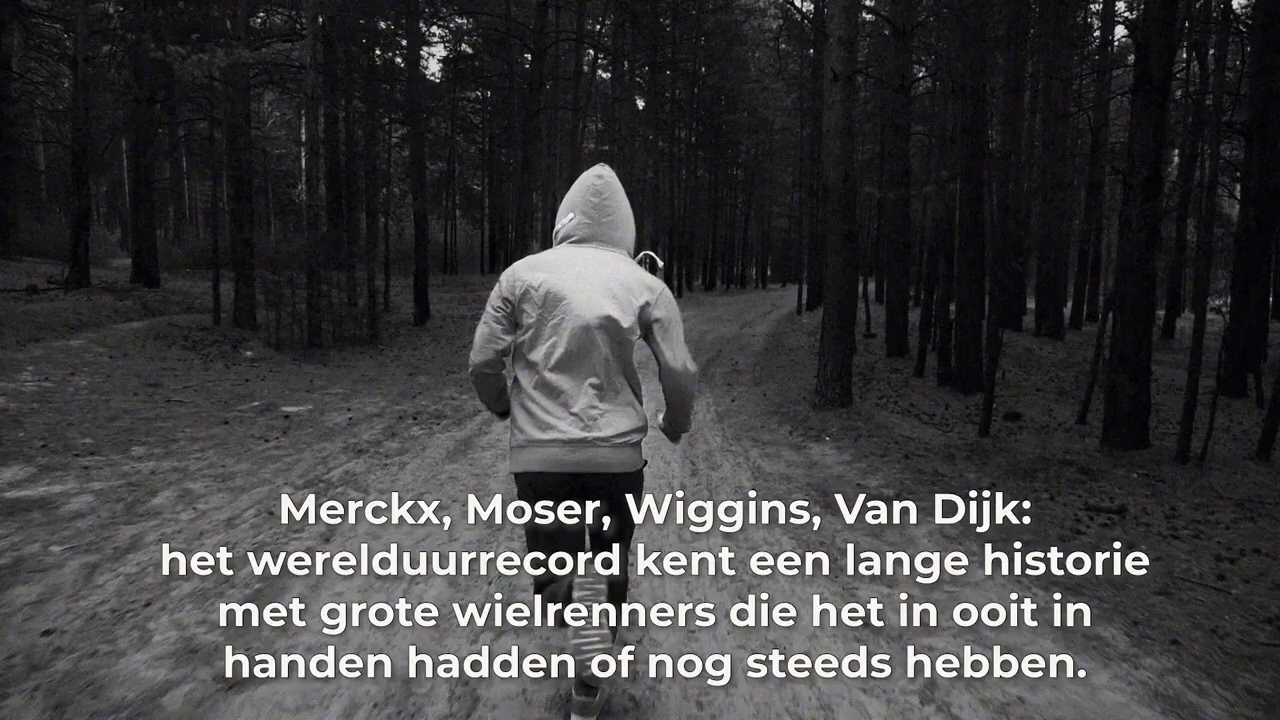 Merckx, Moser, Wiggins, Van Dijk:
het werelduurrecord kent een lange historie
met grote wielrenners die het in ooit in
handen hadden of nog steeds hebben.